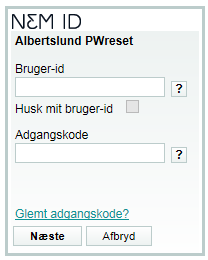 NEM ID
Albertslund PWreset
Bruger-id
?
Husk mit bruger-id
Adgangskode
?
Glemt adgangskode?
Næste Afbryd